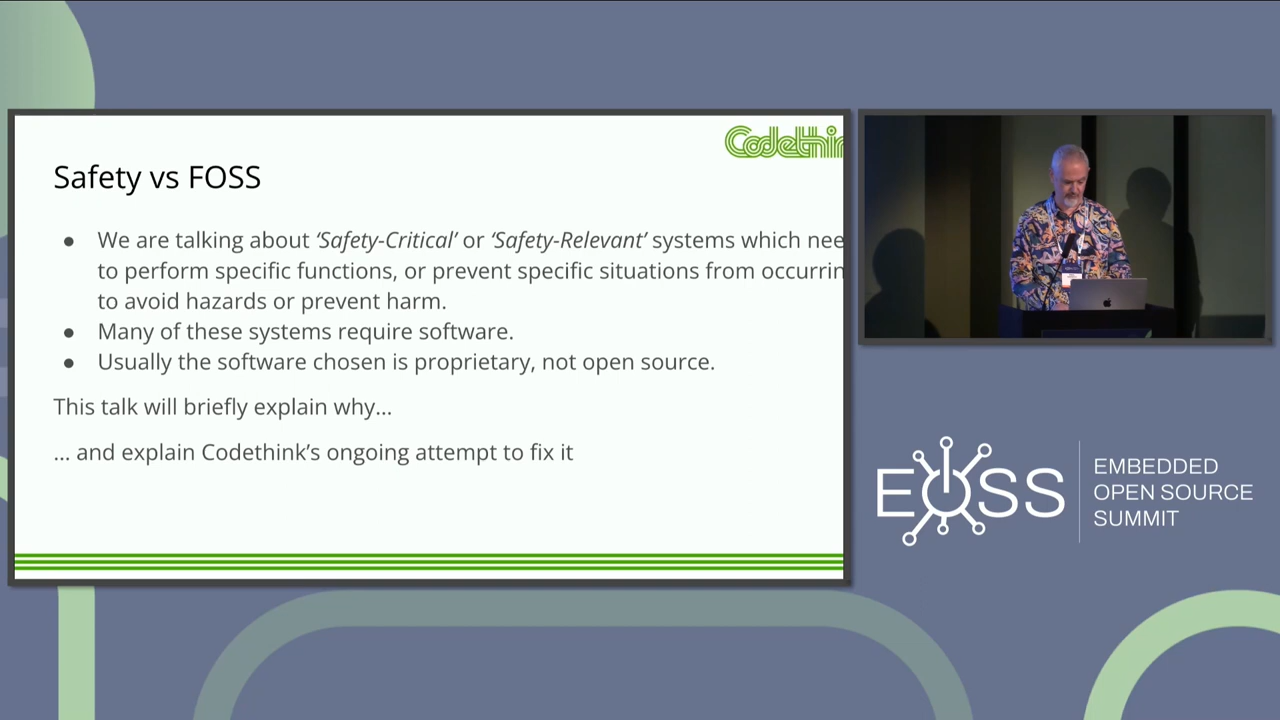 Codethin
Safety vs FOSS
● We are talking about ‘Safety-Critical’ or ‘Safety-Relevant’ systems which nee
to perform specific functions, or prevent specific situations from occurrin
to avoid hazards or prevent harm.
● Many of these systems require software.
● Usually the software chosen is proprietary, not open source.
This talk will briefly explain why...
... and explain Codethink’s ongoing attempt to fix it
EOSS
EMBEDDED
OPEN SOURCE
SUMMIT